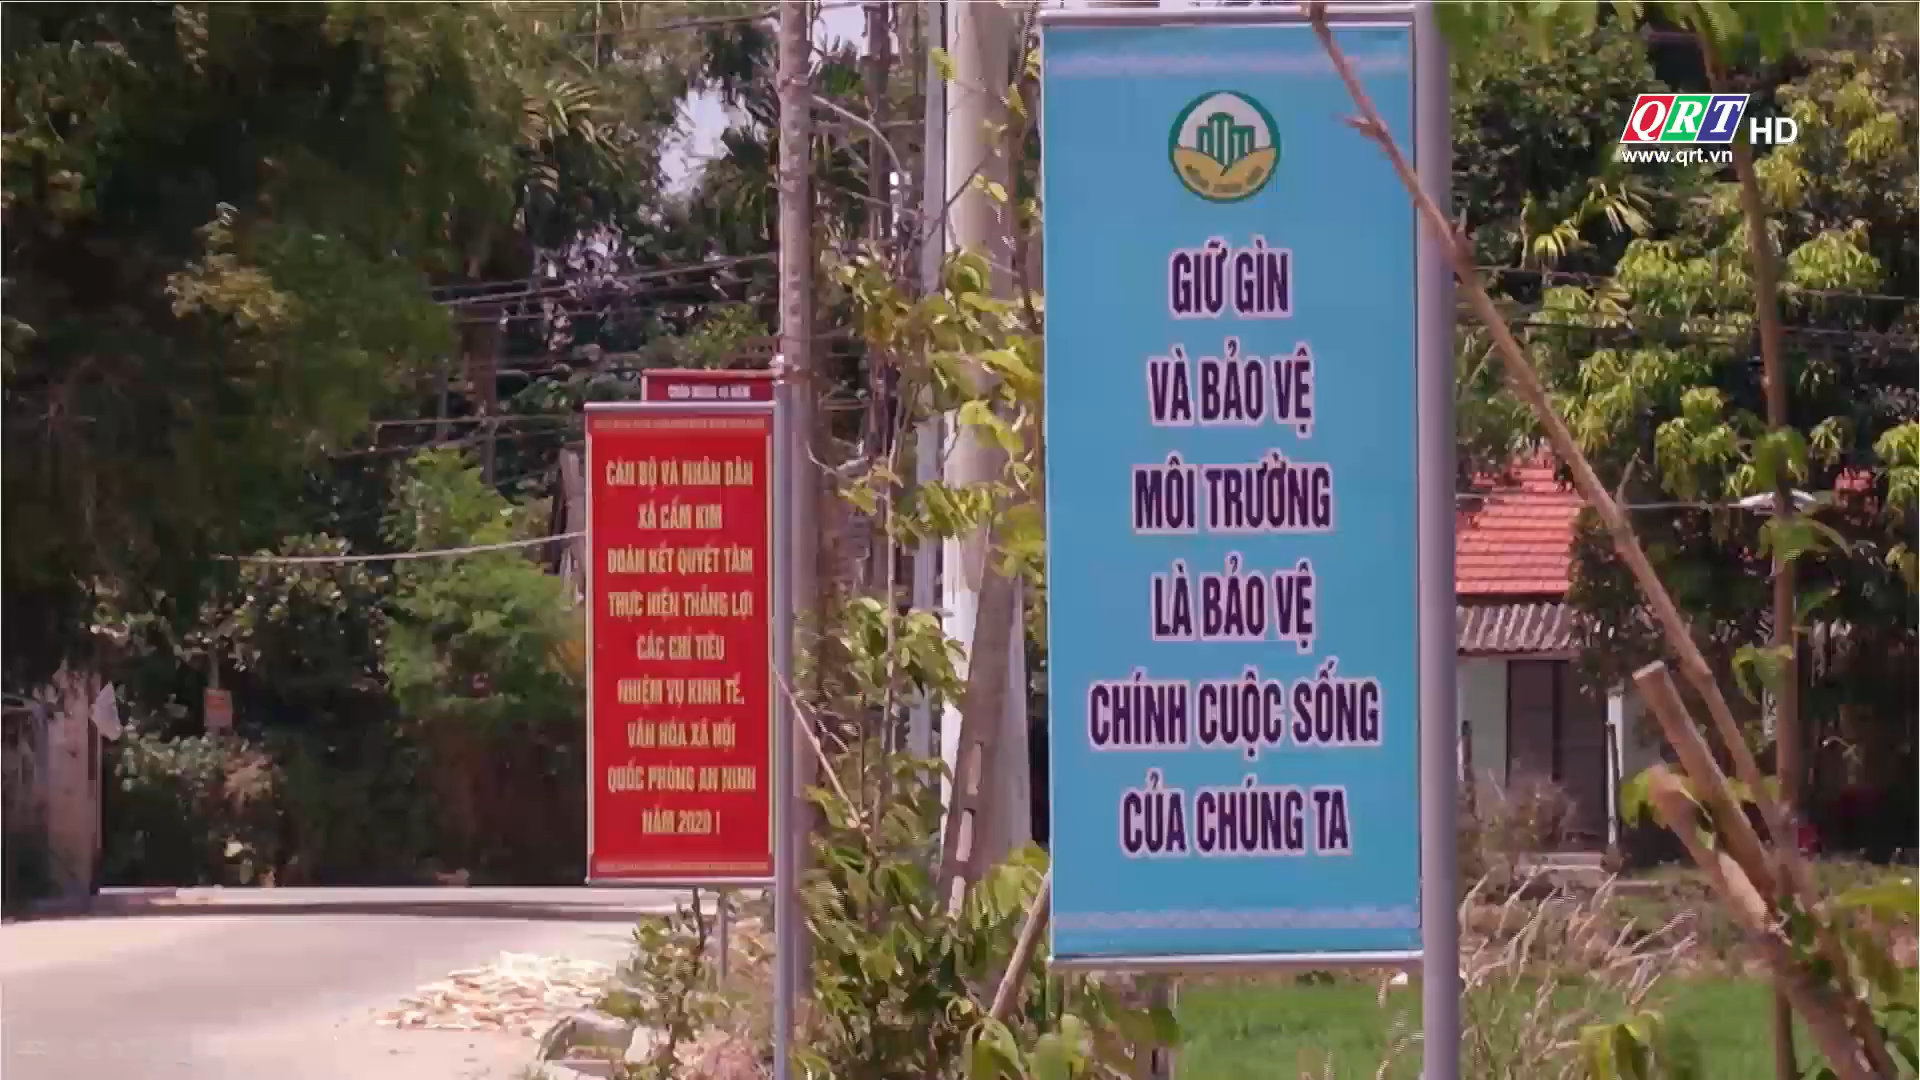 QRT HD
www.qrt.vn
GIỮ GÌN
VÀ BẢO VỆ
MÔI TRƯỜNG
LÀ BẢO VỆ
CHÍNH CUỘC SỐNG
CỦA CHÚNG TA
CÁN BỘ VÀ NHÂN DÂN
XÃ CẨM KIM
ĐOÀN KẾT QUYẾT TÂM
THỰC HIỆN THẮNG LỢI
CÁC CHỈ TIÊU
NHIỆM VỤ KINH TẾ,
VĂN HÓA XÃ HỘI
QUỐC PHÒNG AN NINH
NĂM 2020 !